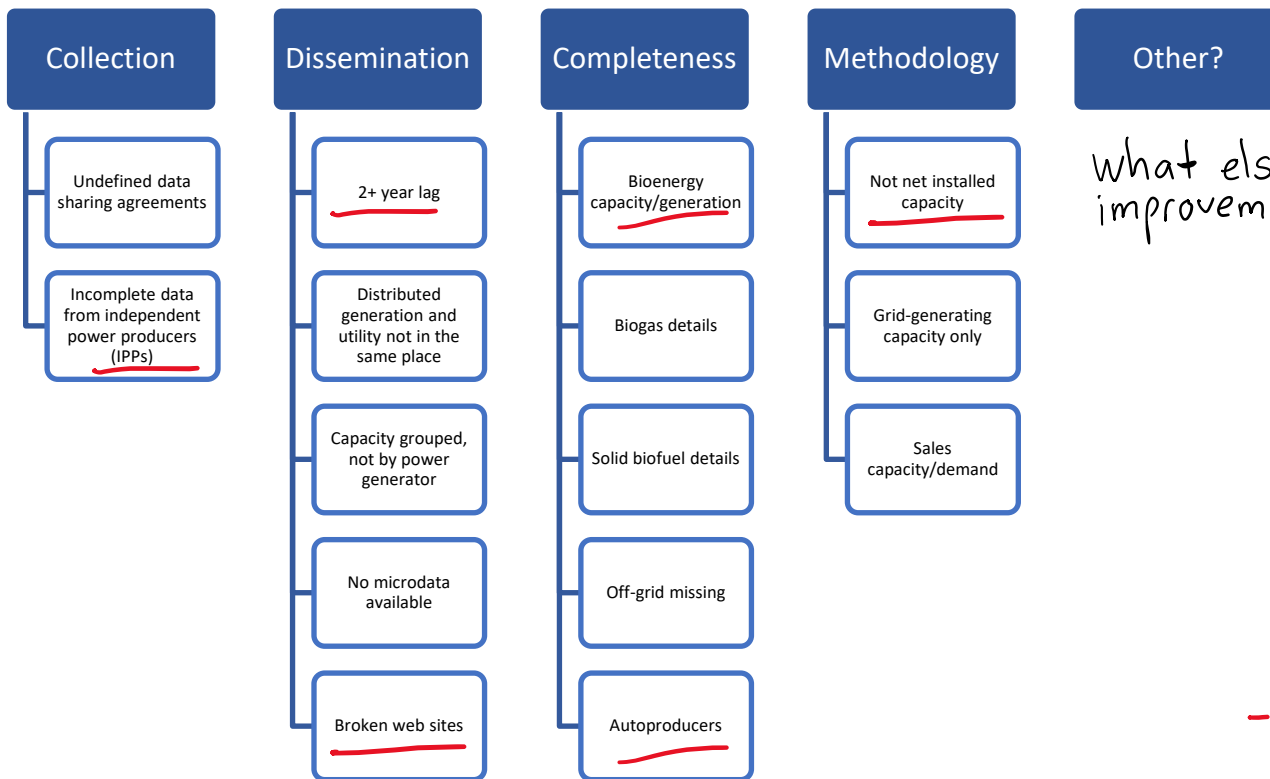 Collection
Undefined data
sharing agreements
Incomplete data
from independent
power producers
(IPPs)
Dissemination
2+ year lag
Distributed
generation and
utility not in the
same place
Capacity grouped,
not by power
generator
No microdata
available
Broken web sites
Completeness
Bioenergy
capacity/generation
Biogas details
Solid biofuel details
Off-grid missing
Autoproducers
Methodology
Not net installed
capacity
Grid-generating
capacity only
Sales
capacity/demand
Other?
what els
improvem